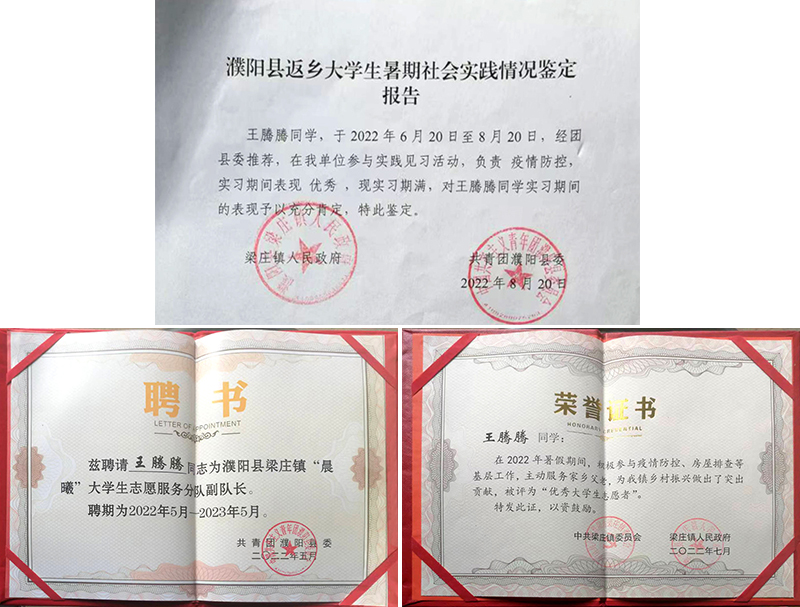 濮阳县返乡大学生暑期社会实践情况鉴定
报告
王腾腾同学，于 2022 年 6 月 20 日至 8 月 20 日，经团
县委推荐，在我单位参与实践见习活动，负责 疫情防控，
实习期间表现 优秀 ，现实习期满，对王腾腾同学实习期间
的表现予以充分肯定，特此鉴定。
梁庄镇人民政府
共青团濮阳县委
2022 年 8 月 20 日
聘 书
LETTER OF APPOINTMENT
兹聘请 王腾腾 同志为濮阳县梁庄镇“晨
曦”大学生志愿服务分队副队长。
聘期为2022年5月—2023年5月。
共青团濮阳县委
二〇二二年五月
荣誉证书
HONORARY CREDENTIAL
王腾腾 同学：
在2022年暑假期间，积极参与疫情防控、房屋排查等
基层工作，主动服务家乡父老，为我镇乡村振兴做出了突出
贡献，被评为“优秀大学生志愿者”。
特发此证，以资鼓励。
中共梁庄镇委员会
梁庄镇人民政府
二〇二二年七月